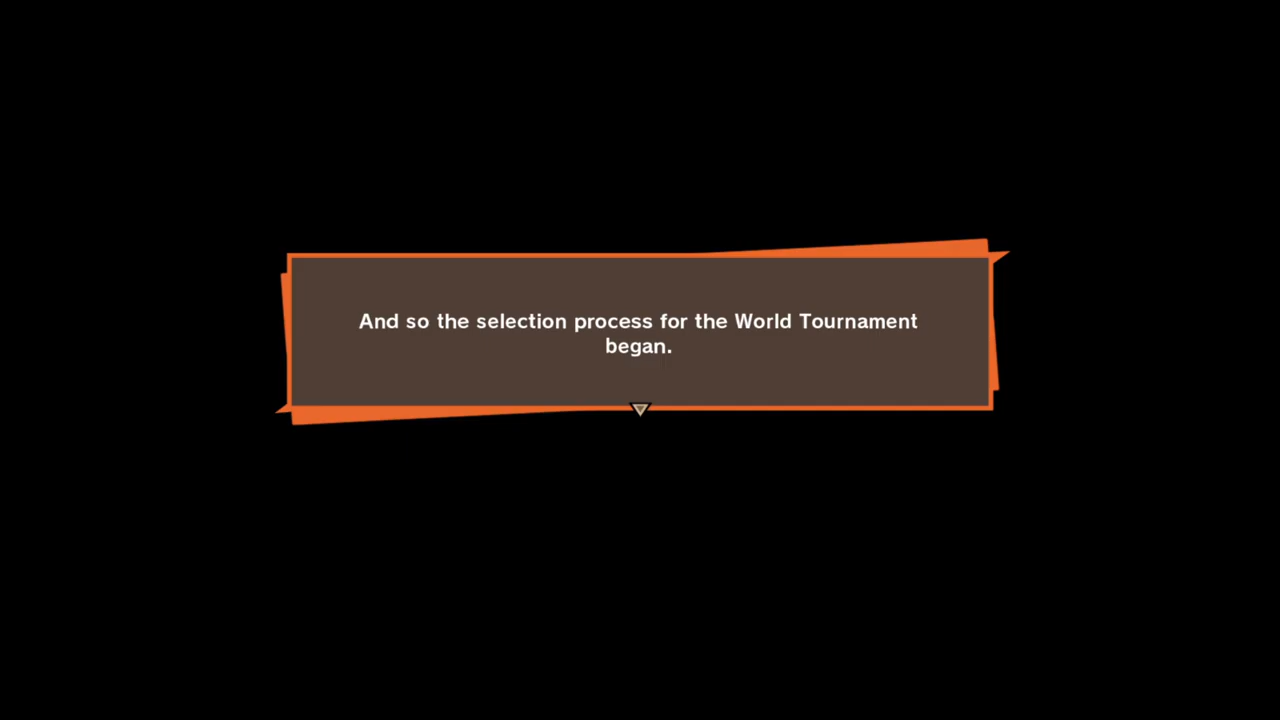 And so the selection process for the World Tournament
began.